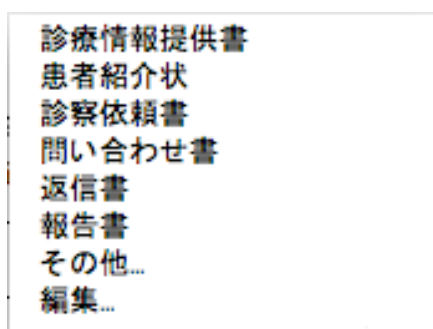 診療情報提供書
患者紹介状
診察依頼書
問い合わせ書
返信書
報告書
その他...
編集...